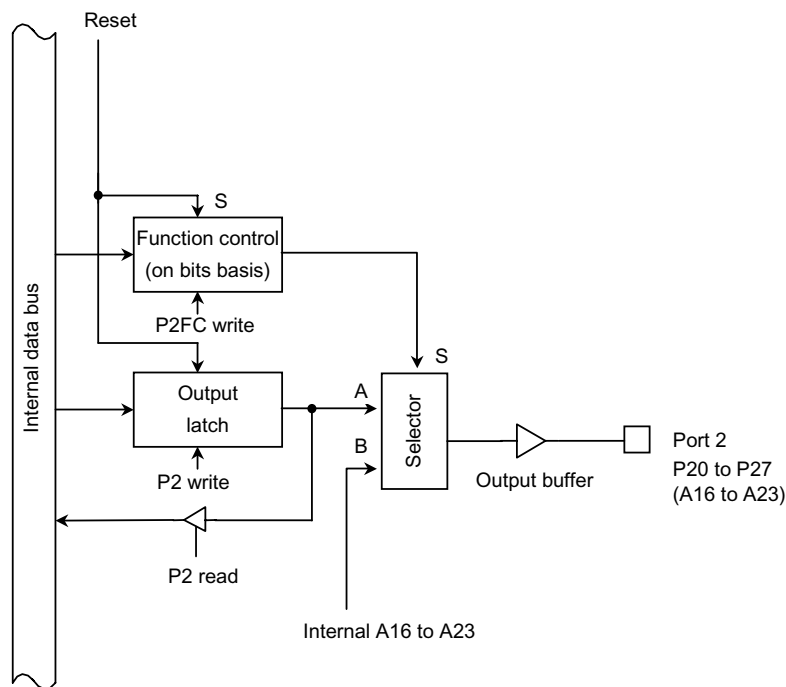 Reset
S
Function control
(on bits basis)
P2FC write
S
Internal data bus
Output
latch
A
B
Selector
P2 write
Output buffer
Port 2
P20 to P27
(A16 to A23)
P2 read
Internal A16 to A23